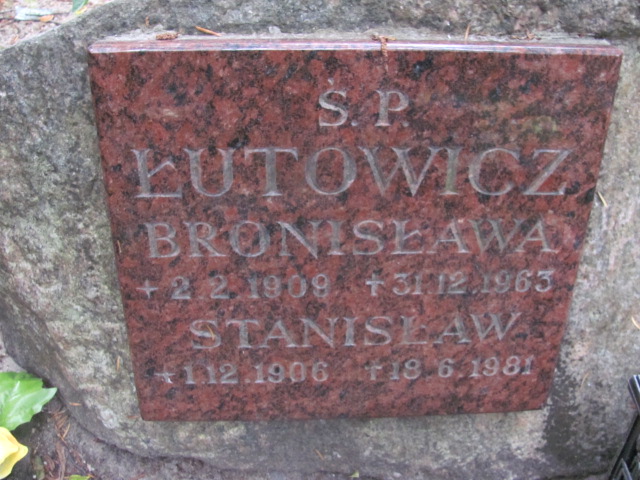 Ś.P.
ŁUTOWICZ
BRONISŁAWA
+ 2.2.1909 + 31.12.1963
STANISŁAW
+ 1.12.1906 + 18.6.1981